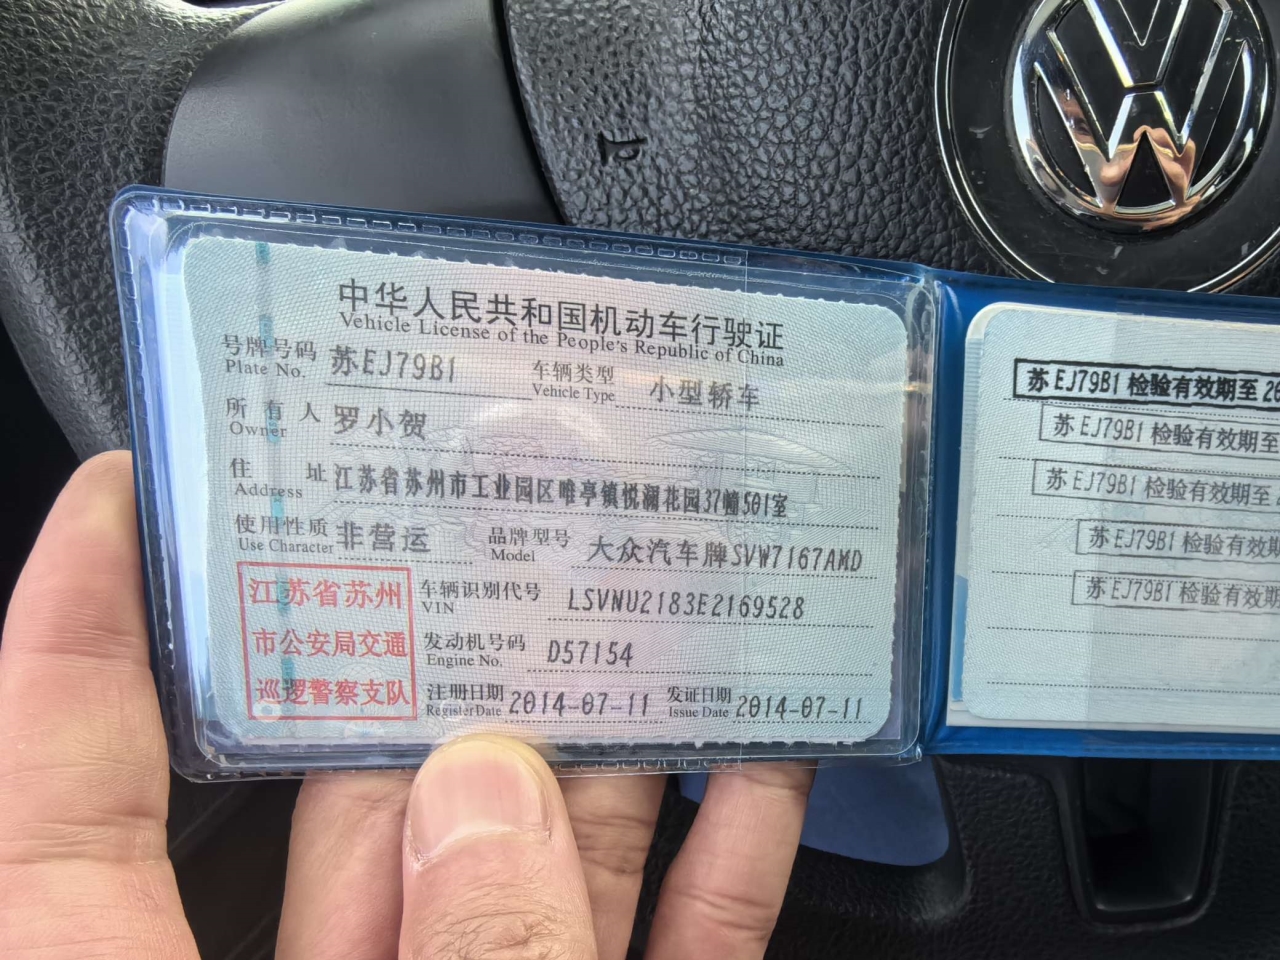 中华人民共和国机动车行驶证
Vehicle License of the People's Republic of China
号牌号码 苏EJ79B1 车辆类型 小型轿车
Plate No. Vehicle Type
所有人 罗小贺
Owner
住址 江苏省苏州市工业园区唯亭镇悦澜花园37幢501室
Address
使用性质 非营运 品牌型号 大众汽车牌SVW7167AMD
Use Character Model
江苏省苏州
市公安局交通
巡逻警察支队
车辆识别代号 LSVNU2183E2169528
VIN
发动机号码 D57154
Engine No.
注册日期 2014-07-11 发证日期 2014-07-11
Register Date Issue Date
苏EJ79B1 检验有效期至 26
苏EJ79B1 检验有效期至
苏EJ79B1 检验有效期至
苏EJ79B1 检验有效期
苏EJ79B1 检验有效期